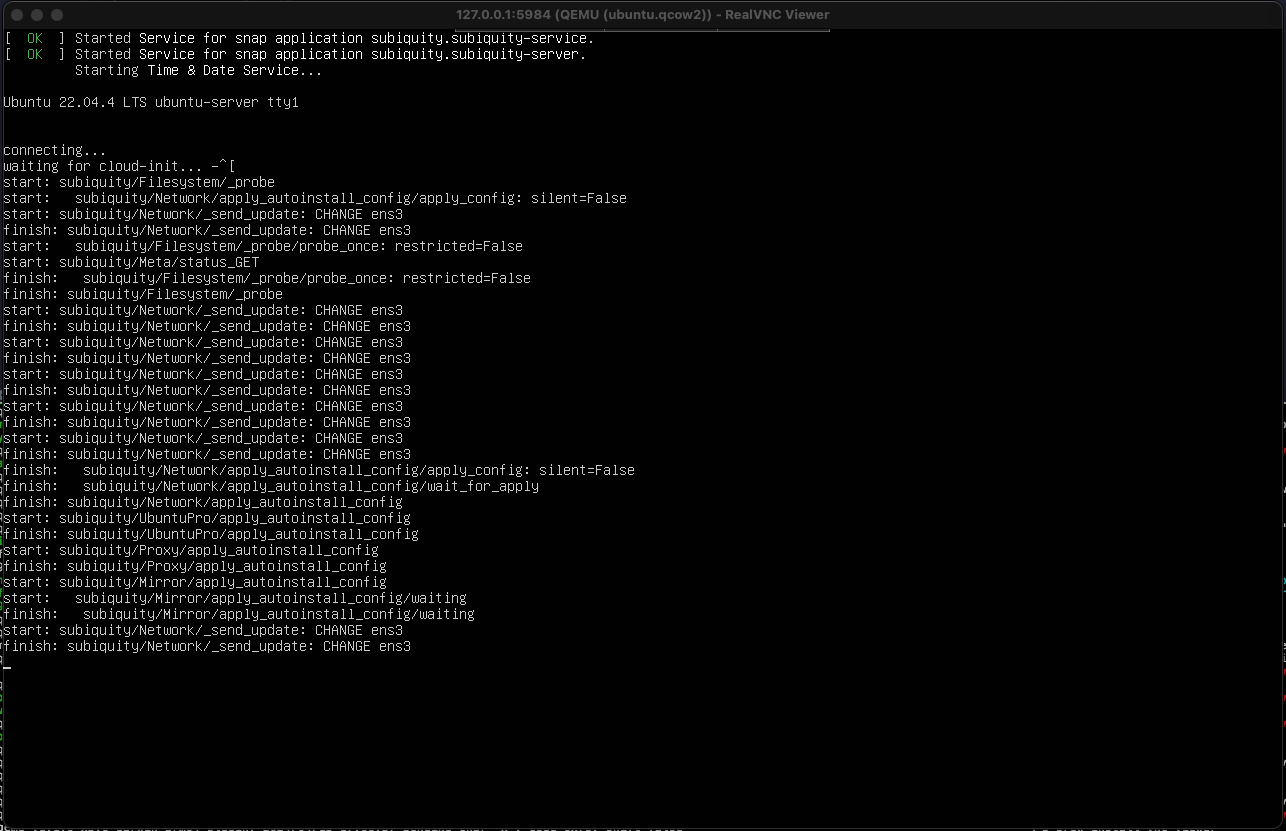 127.0.0.1:5984 (QEMU (ubuntu.qcow2)) - RealVNC Viewer
[  OK  ] Started Service for snap application subiquity.subiquity-service.
[  OK  ] Started Service for snap application subiquity.subiquity-server.
         Starting Time & Date Service...
Ubuntu 22.04.4 LTS ubuntu-server tty1
connecting...
waiting for cloud-init... -^[
start: subiquity/Filesystem/_probe
start:   subiquity/Network/apply_autoinstall_config/apply_config: silent=False
start: subiquity/Network/_send_update: CHANGE ens3
finish: subiquity/Network/_send_update: CHANGE ens3
start:   subiquity/Filesystem/_probe/probe_once: restricted=False
start: subiquity/Meta/status_GET
finish:   subiquity/Filesystem/_probe/probe_once: restricted=False
finish: subiquity/Filesystem/_probe
start: subiquity/Network/_send_update: CHANGE ens3
finish: subiquity/Network/_send_update: CHANGE ens3
start: subiquity/Network/_send_update: CHANGE ens3
finish: subiquity/Network/_send_update: CHANGE ens3
start: subiquity/Network/_send_update: CHANGE ens3
finish: subiquity/Network/_send_update: CHANGE ens3
start: subiquity/Network/_send_update: CHANGE ens3
finish: subiquity/Network/_send_update: CHANGE ens3
start: subiquity/Network/_send_update: CHANGE ens3
finish: subiquity/Network/_send_update: CHANGE ens3
finish:   subiquity/Network/apply_autoinstall_config/apply_config: silent=False
finish:   subiquity/Network/apply_autoinstall_config/wait_for_apply
finish: subiquity/Network/apply_autoinstall_config
start: subiquity/UbuntuPro/apply_autoinstall_config
finish: subiquity/UbuntuPro/apply_autoinstall_config
start: subiquity/Proxy/apply_autoinstall_config
finish: subiquity/Proxy/apply_autoinstall_config
start: subiquity/Mirror/apply_autoinstall_config
start:   subiquity/Mirror/apply_autoinstall_config/waiting
finish:   subiquity/Mirror/apply_autoinstall_config/waiting
start: subiquity/Network/_send_update: CHANGE ens3
finish: subiquity/Network/_send_update: CHANGE ens3